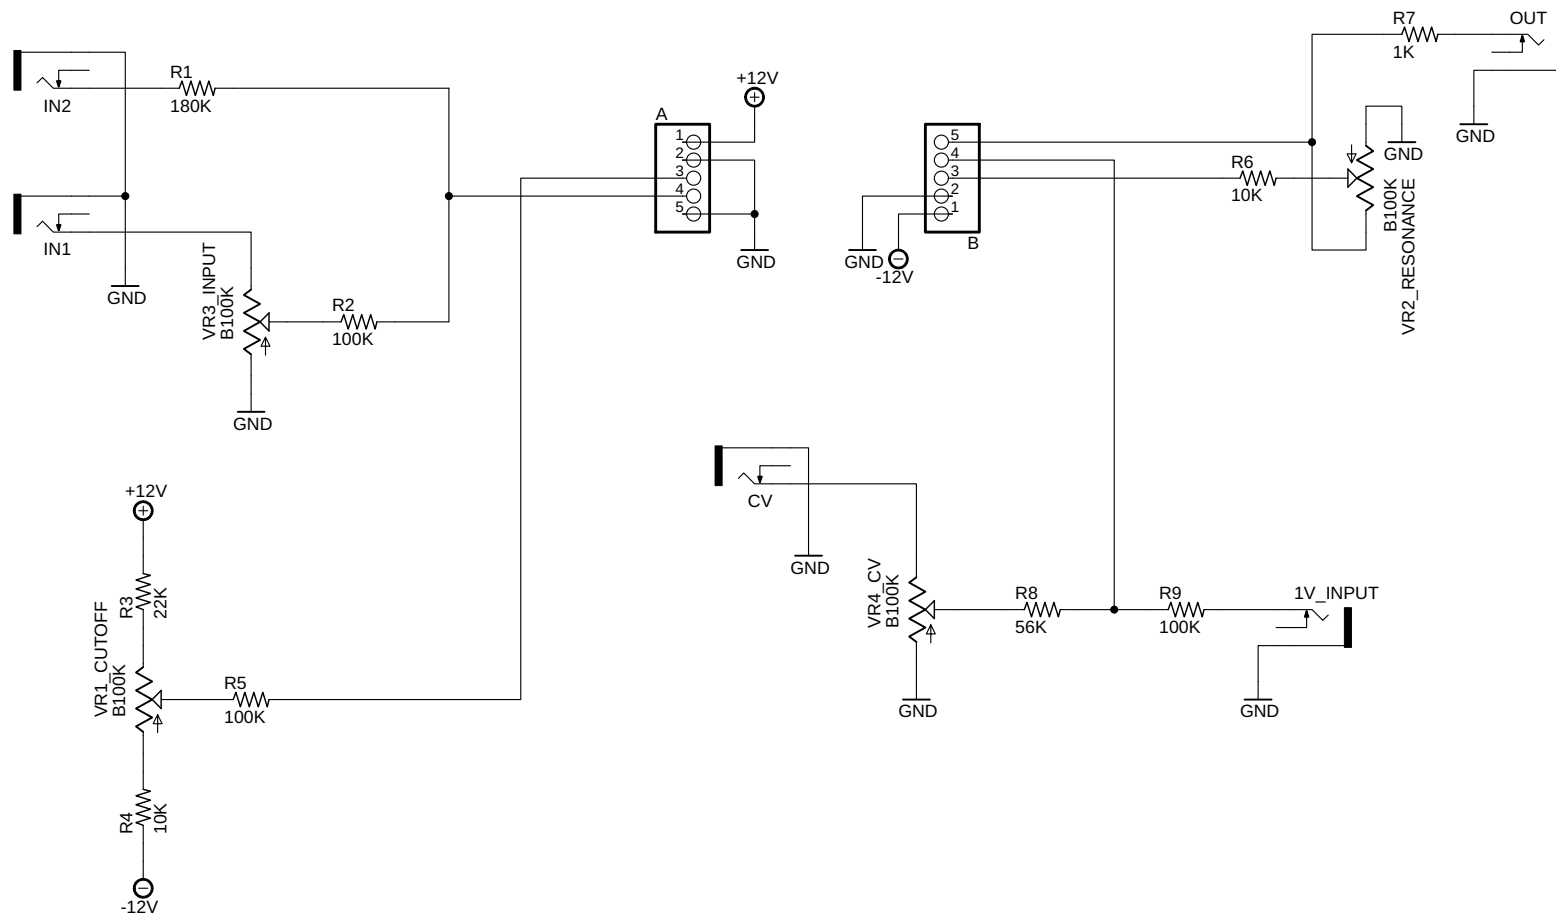 R7
OUT
1K
R1
180K
IN2
+12V
A
1
2
3
4
5
GND
5
4
3
2
1
B
GND
-12V
R6
10K
GND
GND
B100K
VR2_RESONANCE
IN1
GND
VR3_INPUT
B100K
R2
100K
GND
CV
GND
+12V
R3
22K
VR1_CUTOFF
B100K
R5
100K
R4
10K
-12V
VR4_CV
B100K
R8
56K
R9
100K
1V_INPUT
GND
GND